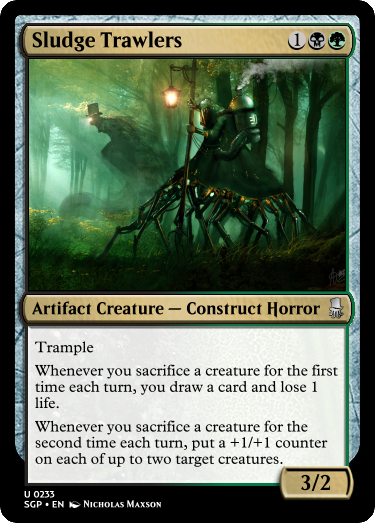 Sludge Trawlers 1
Artifact Creature — Construct Horror
Trample
Whenever you sacrifice a creature for the first
time each turn, you draw a card and lose 1
life.
Whenever you sacrifice a creature for the
second time each turn, put a +1/+1 counter
on each of up to two target creatures.
3/2
U 0233
SGP • EN Nicholas Maxson